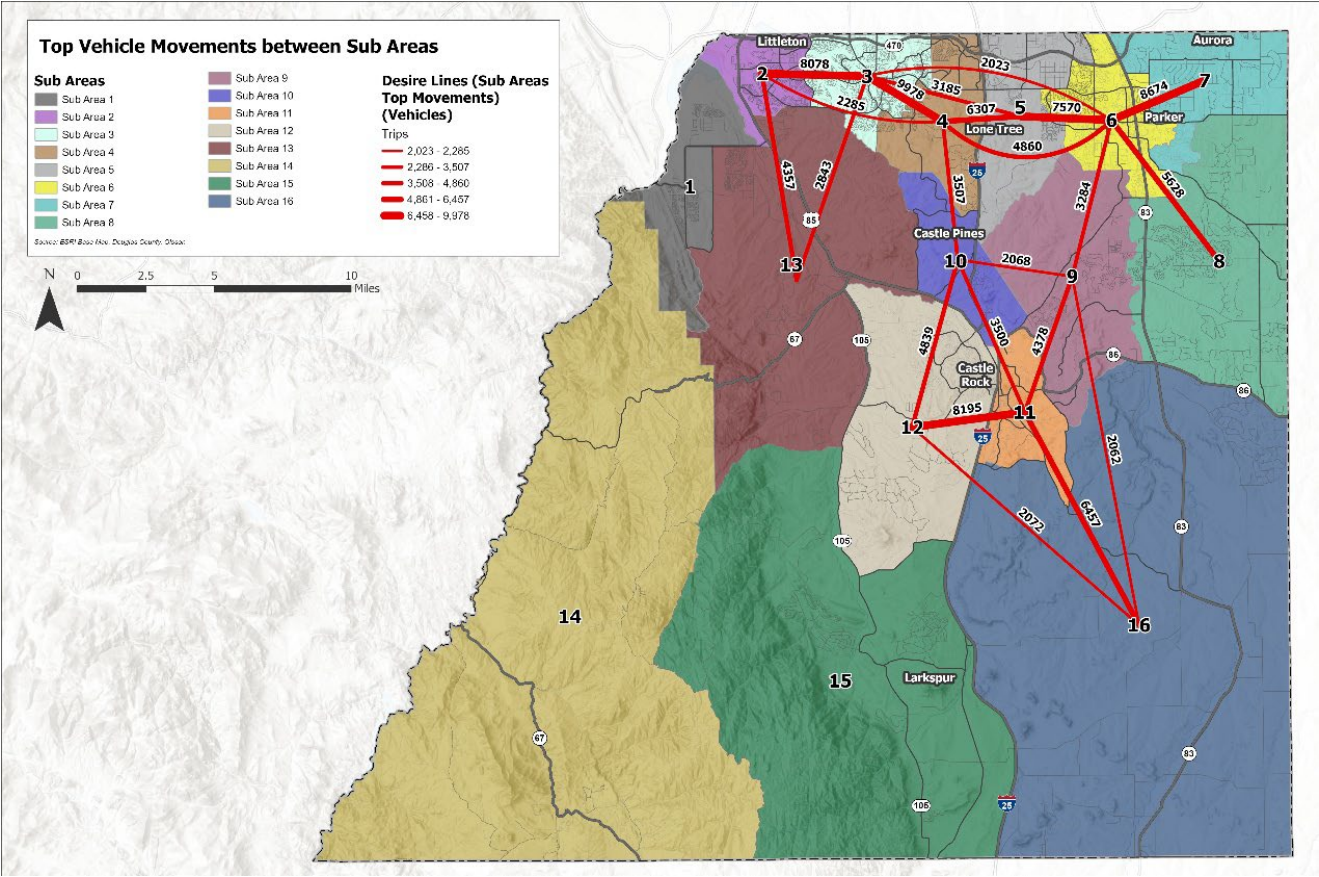 Top Vehicle Movements between Sub Areas
Sub Areas
Sub Area 1
Sub Area 2
Sub Area 3
Sub Area 4
Sub Area 5
Sub Area 6
Sub Area 7
Sub Area 8
Sub Area 9
Sub Area 10
Sub Area 11
Sub Area 12
Sub Area 13
Sub Area 14
Sub Area 15
Sub Area 16
Desire Lines (Sub Areas
Top Movements)
(Vehicles)
Trips
2,023 - 2,285
2,286 - 3,507
3,508 - 4,860
4,861 - 6,457
6,458 - 9,978
Source: ESRI Base Map, Douglas County, Olsson
N
0 2.5 5 10
Miles
Littleton
470
Aurora
2
8078
3
2023
7
9978
3185
8674
2285
6307
5
7570
4
6
Parker
Lone Tree
4860
25
4357
2843
3507
3284
5628
1
85
83
Castle Pines
13
10
2068
9
8
67
105
4839
3500
4378
86
Castle
Rock
86
8195
11
12
25
2062
2072
6457
83
105
14
16
15
Larkspur
67
83
105
25